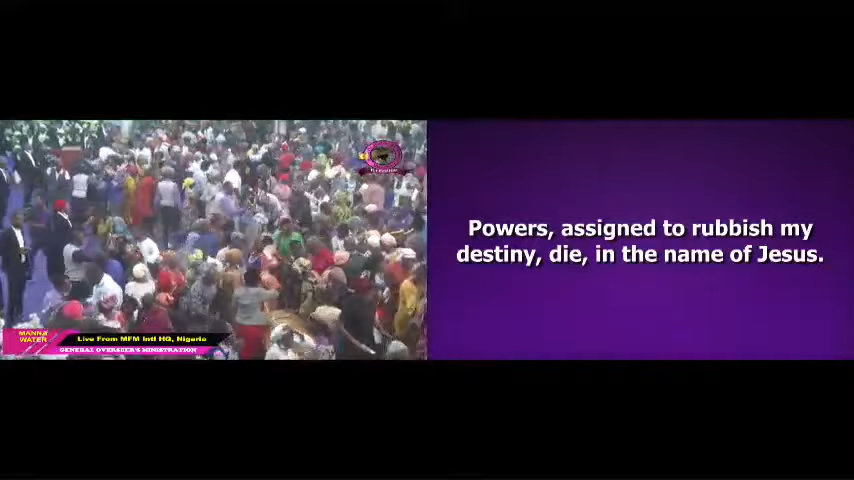 MANNA
WATER
Live From MFM Intl HQ, Nigeria
GENERAL OVERSEER'S MINISTRATION
Powers, assigned to rubbish my
destiny, die, in the name of Jesus.